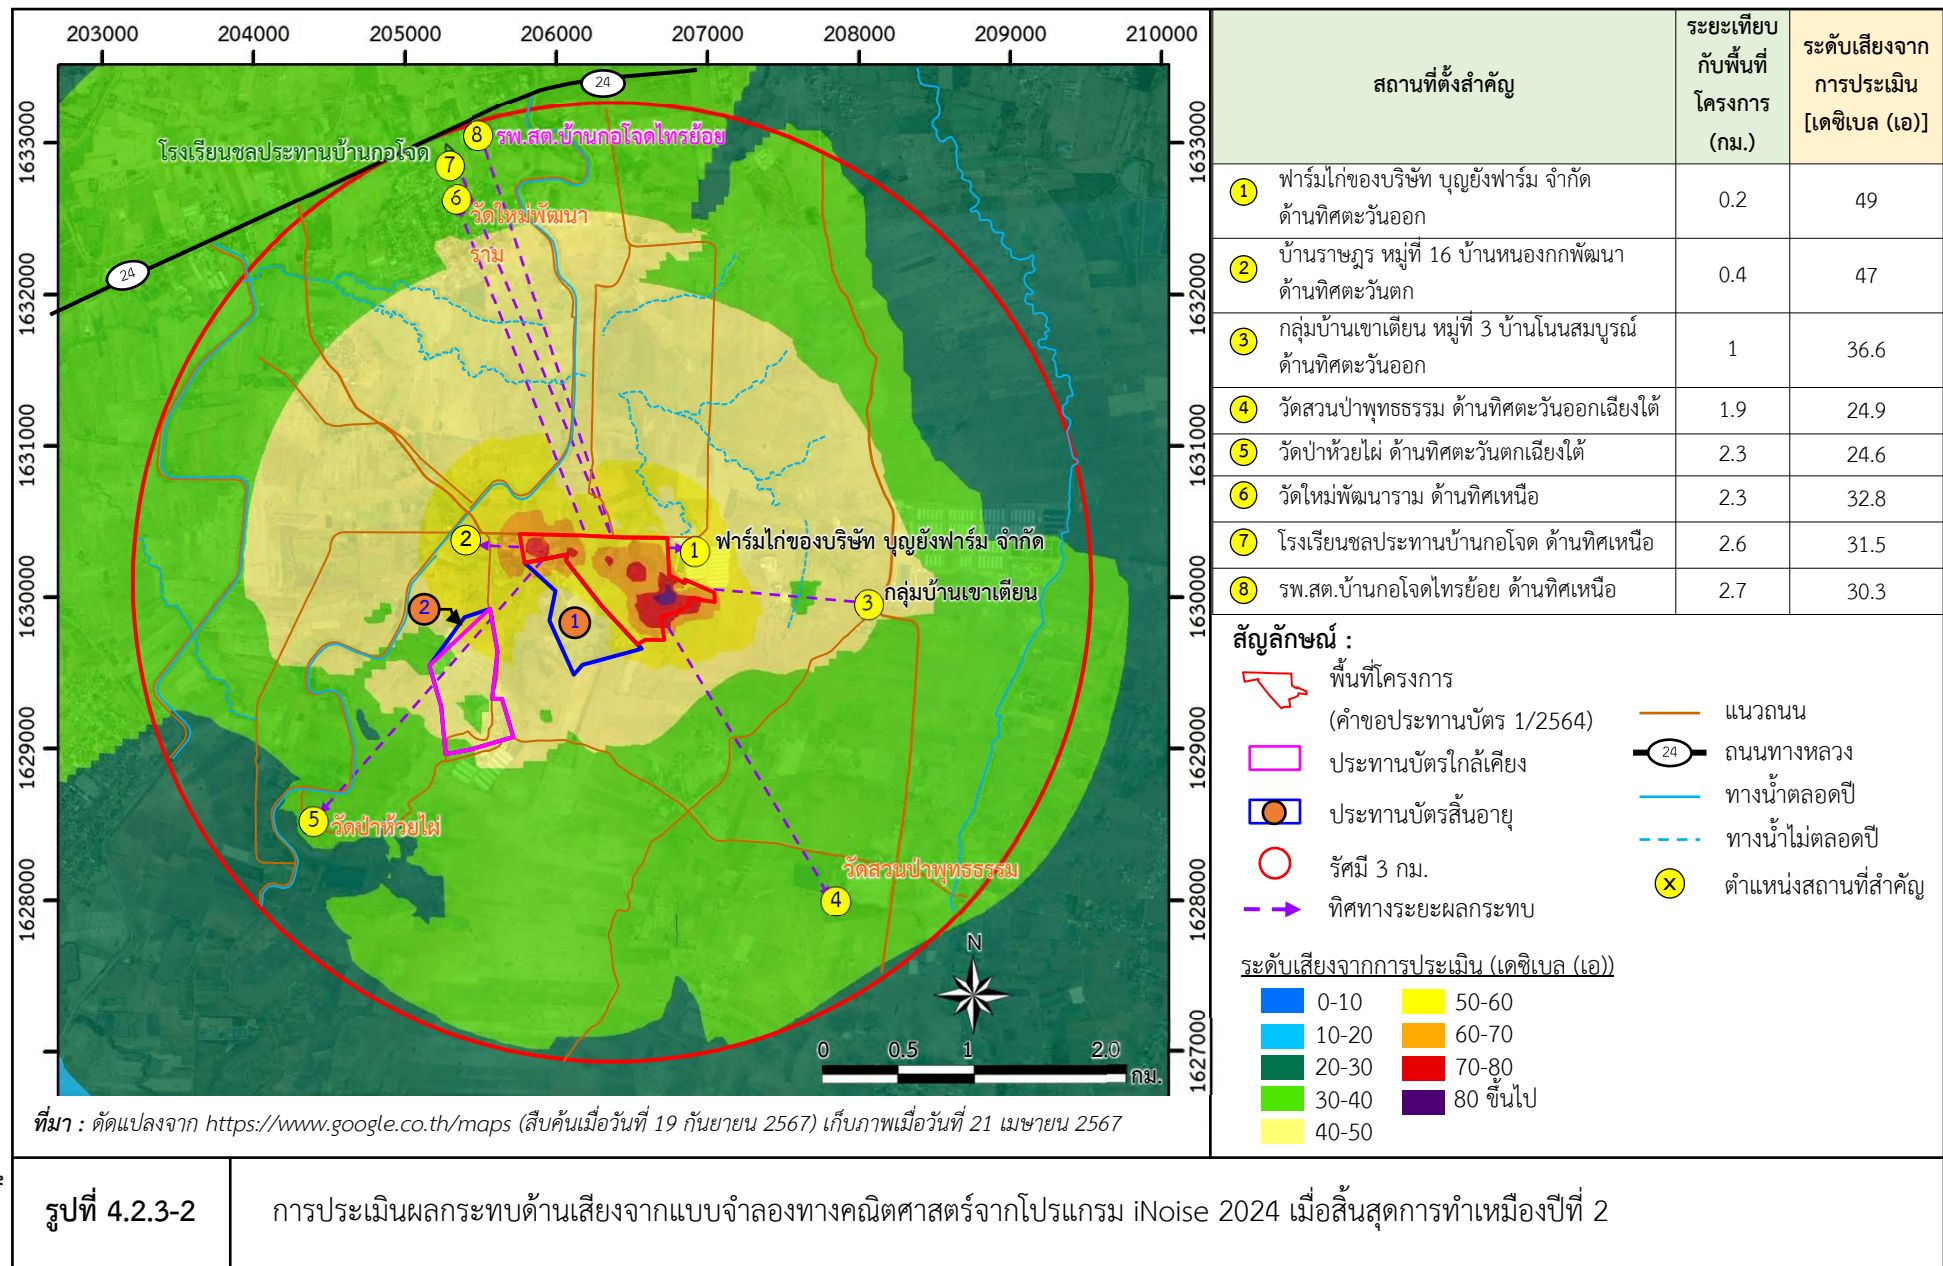 203000 204000 205000 206000 207000 208000 209000 210000
1633000
1632000
1631000
1630000
1629000
1628000
1633000
1632000
1631000
1630000
1629000
1628000
1627000
24
24
8 รพ.สต.บ้านกอโจดไทรย้อย
โรงเรียนชลประทานบ้านกอโจด 7
6
วัดใหม่พัฒนา
ราม
2
1 ฟาร์มไก่ของบริษัท บุญยังฟาร์ม จำกัด
3 กลุ่มบ้านเขาเตียน
2
1
5
วัดป่าห้วยไผ่
วัดสวนป่าพุทธธรรม
4
N
0 0.5 1 2.0
กม.
ที่มา : ดัดแปลงจาก https://www.google.co.th/maps (สืบค้นเมื่อวันที่ 19 กันยายน 2567) เก็บภาพเมื่อวันที่ 21 เมษายน 2567
สถานที่ตั้งสำคัญ
ระยะเทียบ
กับพื้นที่
โครงการ
(กม.)
ระดับเสียงจาก
การประเมิน
[เดซิเบล (เอ)]
1 ฟาร์มไก่ของบริษัท บุญยังฟาร์ม จำกัด
ด้านทิศตะวันออก
0.2 49
2 บ้านราษฎร หมู่ที่ 16 บ้านหนองกกพัฒนา
ด้านทิศตะวันตก
0.4 47
3 กลุ่มบ้านเขาเตียน หมู่ที่ 3 บ้านโนนสมบูรณ์
ด้านทิศตะวันออก
1 36.6
4 วัดสวนป่าพุทธธรรม ด้านทิศตะวันออกเฉียงใต้ 1.9 24.9
5 วัดป่าห้วยไผ่ ด้านทิศตะวันตกเฉียงใต้ 2.3 24.6
6 วัดใหม่พัฒนาราม ด้านทิศเหนือ 2.3 32.8
7 โรงเรียนชลประทานบ้านกอโจด ด้านทิศเหนือ 2.6 31.5
8 รพ.สต.บ้านกอโจดไทรย้อย ด้านทิศเหนือ 2.7 30.3
สัญลักษณ์ :
พื้นที่โครงการ
(คำขอประทานบัตร 1/2564)
ประทานบัตรใกล้เคียง
ประทานบัตรสิ้นอายุ
รัศมี 3 กม.
ทิศทางระยะผลกระทบ
แนวถนน
24 ถนนทางหลวง
ทางน้ำตลอดปี
ทางน้ำไม่ตลอดปี
X ตำแหน่งสถานที่สำคัญ
ระดับเสียงจากการประเมิน (เดซิเบล (เอ))
0-10
10-20
20-30
30-40
40-50
50-60
60-70
70-80
80 ขึ้นไป
รูปที่ 4.2.3-2
การประเมินผลกระทบด้านเสียงจากแบบจำลองทางคณิตศาสตร์จากโปรแกรม iNoise 2024 เมื่อสิ้นสุดการทำเหมืองปีที่ 2